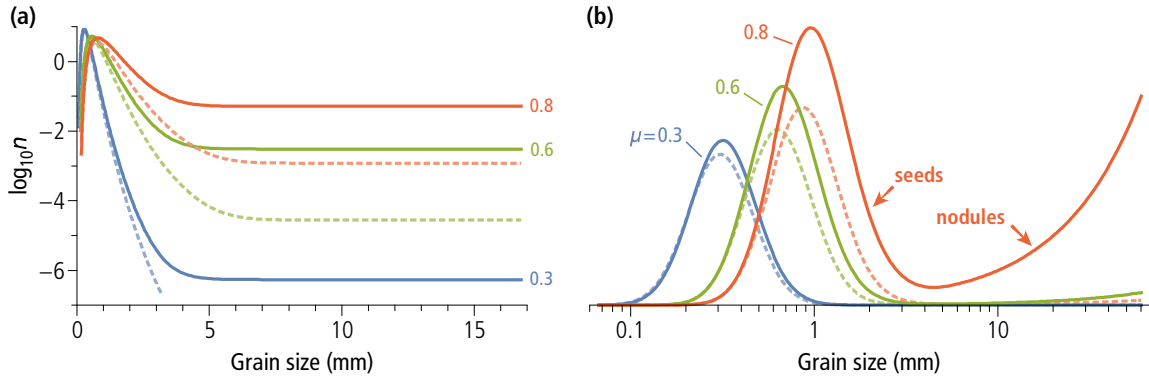 (a)
0
−2
−4
−6
log10n
0.8
0.6
0.3
0
5
10
15
Grain size (mm)
(b)
0.8
0.6
μ=0.3
seeds
nodules
0.1
1
10
Grain size (mm)